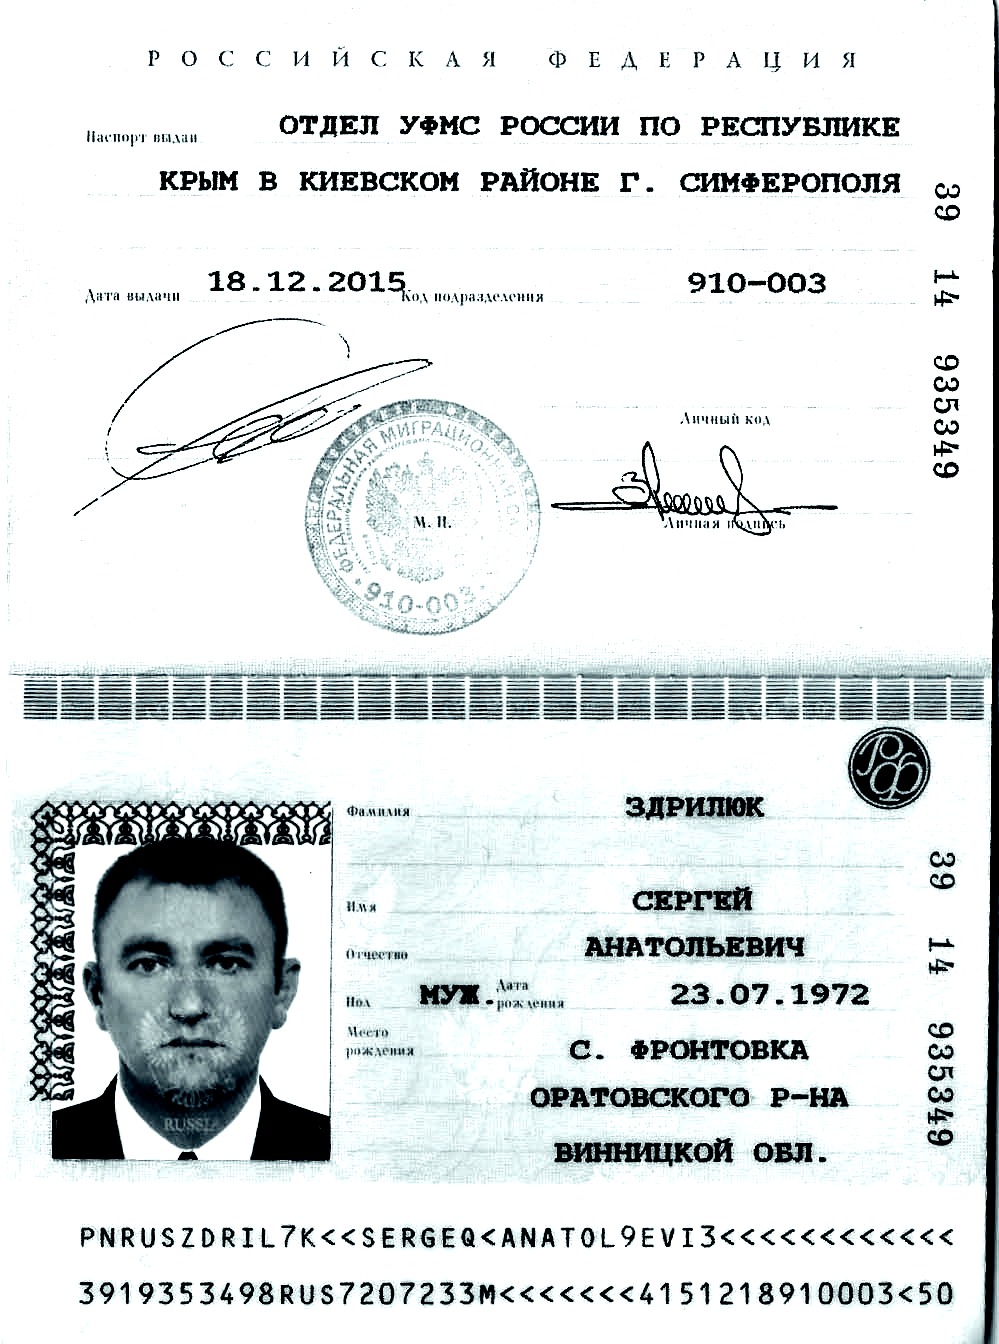 РОССИЙСКАЯ ФЕДЕРАЦИЯ
Паспорт выдан ОТДЕЛ УФМС РОССИИ ПО РЕСПУБЛИКЕ
КРЫМ В КИЕВСКОМ РАЙОНЕ Г. СИМФЕРОПОЛЯ
Дата выдачи 18.12.2015 Код подразделения 910-003
39 14 935349
Личный код
ФЕДЕРАЛЬНАЯ МИГРАЦИОННАЯ
М. П.
910-003
Личная подпись
РФ
Фамилия ЗДРИЛЮК
Имя СЕРГЕЙ
Отчество АНАТОЛЬЕВИЧ
Пол МУЖ. Дата рождения 23.07.1972
Место рождения С. ФРОНТОВКА
ОРАТОВСКОГО Р-НА
ВИННИЦКОЙ ОБЛ.
39 14 935349
RUSSIA
PNRUSZDRIL7K<<SERGEQ<ANATOL9EVI3<<<<<<<<<<<<
3919353498RUS7207233M<<<<<<<4151218910003<50